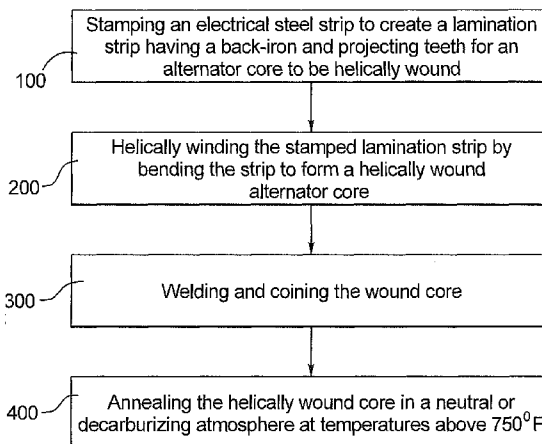 Stamping an electrical steel strip to create a lamination
strip having a back-iron and projecting teeth for an
alternator core to be helically wound
100
Helically winding the stamped lamination strip by
bending the strip to form a helically wound
alternator core
200
Welding and coining the wound core
300
Annealing the helically wound core in a neutral or
decarburizing atmosphere at temperatures above 750⁰F
400